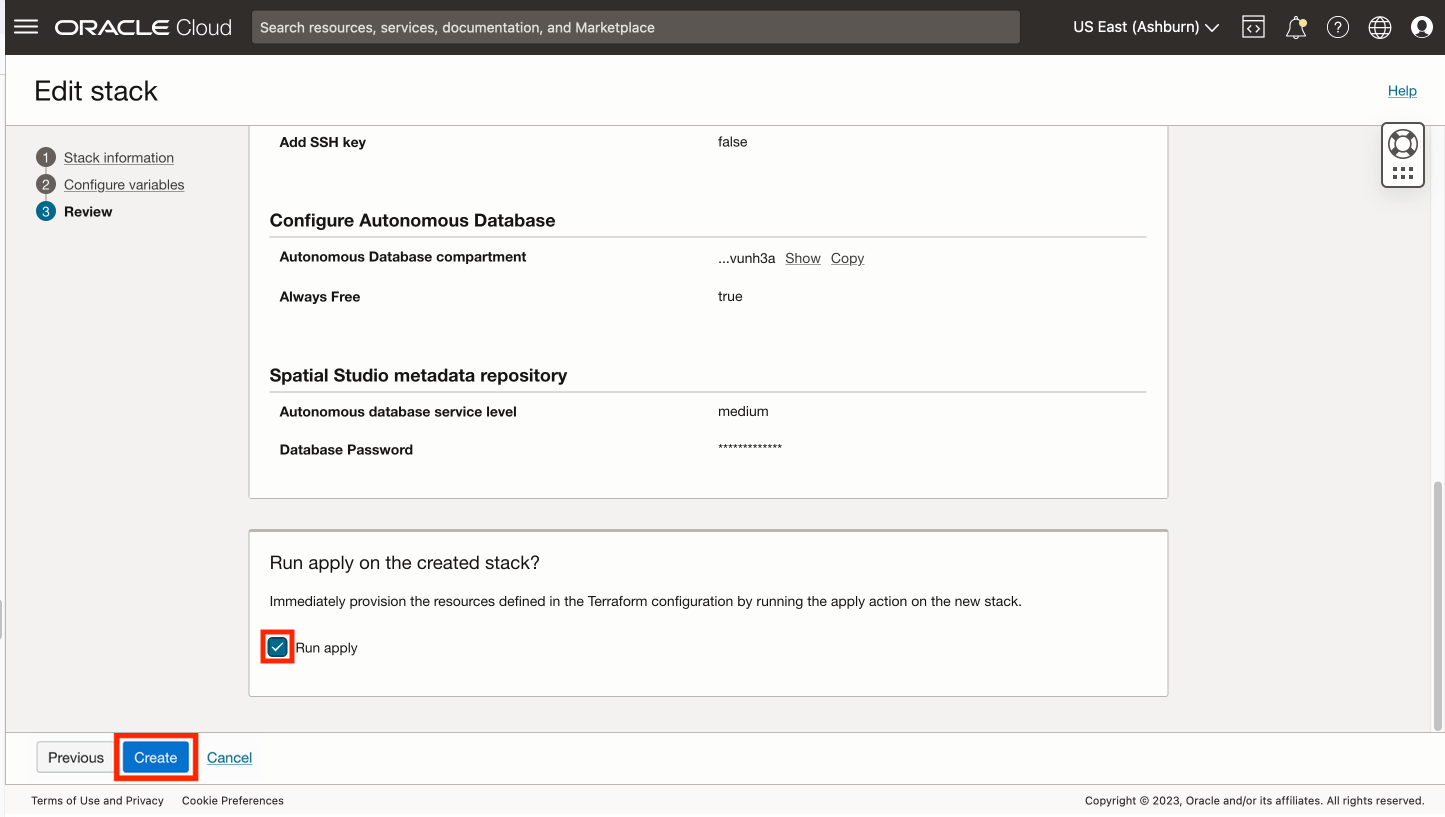 ORACLE Cloud
Search resources, services, documentation, and Marketplace
US East (Ashburn)
Edit stack
Help
1 Stack information
2 Configure variables
3 Review
Add SSH key false
Configure Autonomous Database
Autonomous Database compartment ...vunh3a Show Copy
Always Free true
Spatial Studio metadata repository
Autonomous database service level medium
Database Password *************
Run apply on the created stack?
Immediately provision the resources defined in the Terraform configuration by running the apply action on the new stack.
Run apply
Previous Create Cancel
Terms of Use and Privacy Cookie Preferences
Copyright © 2023, Oracle and/or its affiliates. All rights reserved.